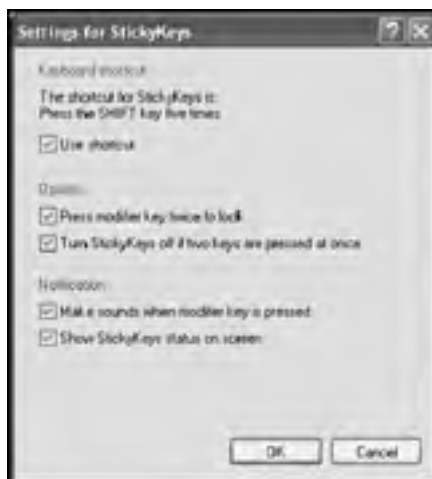 Settings for StickyKeys
Keyboard shortcut
The shortcut for StickyKeys is:
Press the SHIFT key five times
Use shortcut
Options
Press modifier key twice to lock
Turn StickyKeys off if two keys are pressed at once
Notification
Make sounds when modifier key is pressed
Show StickyKeys status on screen
OK
Cancel